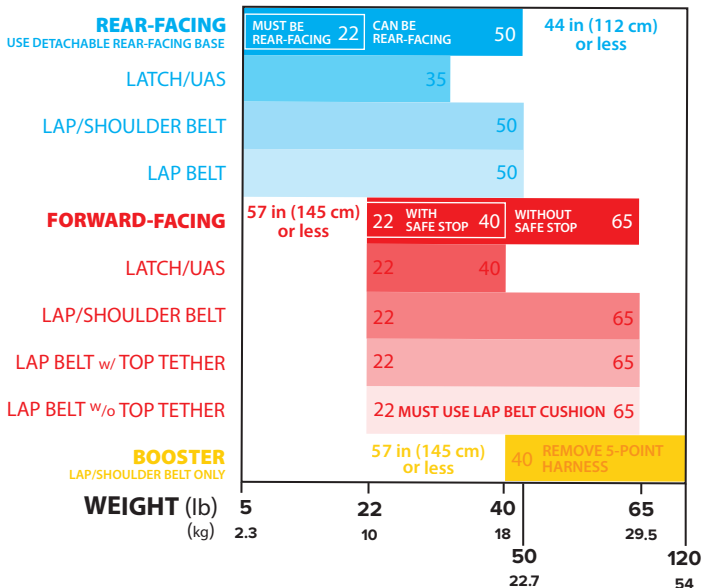 REAR-FACING
USE DETACHABLE REAR-FACING BASE
MUST BE
REAR-FACING 22
CAN BE
REAR-FACING 50
44 in (112 cm)
or less
LATCH/UAS 35
LAP/SHOULDER BELT 50
LAP BELT 50
FORWARD-FACING
57 in (145 cm)
or less
22 WITH
SAFE STOP 40
WITHOUT
SAFE STOP 65
LATCH/UAS 22 40
LAP/SHOULDER BELT 22 65
LAP BELT w/ TOP TETHER 22 65
LAP BELT w/o TOP TETHER 22 MUST USE LAP BELT CUSHION 65
BOOSTER
LAP/SHOULDER BELT ONLY
57 in (145 cm)
or less
40 REMOVE 5-POINT
HARNESS
WEIGHT (lb) 5 22 40 65
(kg) 2.3 10 18 29.5
50 120
22.7 54